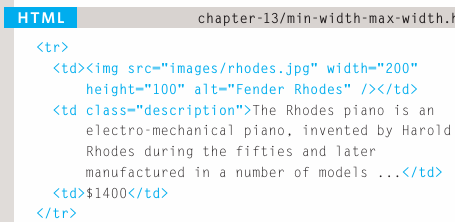 HTML chapter-13/min-width-max-width.h
<tr>
<td><img src="images/rhodes.jpg" width="200"
height="100" alt="Fender Rhodes" /></td>
<td class="description">The Rhodes piano is an
electro-mechanical piano, invented by Harold
Rhodes during the fifties and later
manufactured in a number of models ...</td>
<td>$1400</td>
</tr>